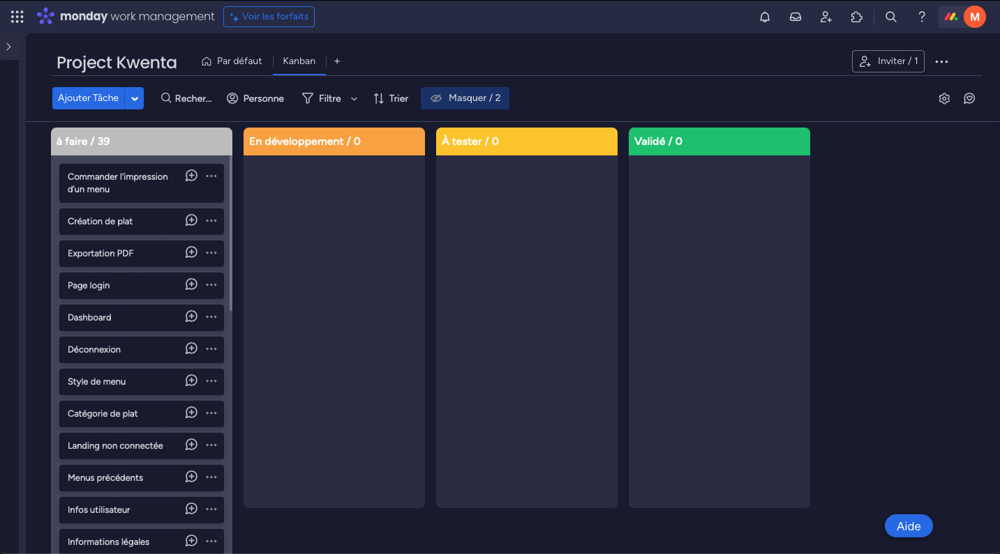 monday work management
Voir les forfaits
M
Project Kwenta
Par défaut
Kanban
+
Inviter / 1
Ajouter Tâche
Recher...
Personne
Filtre
Trier
Masquer / 2
à faire / 39
En développement / 0
À tester / 0
Validé / 0
Commander l'impression
d'un menu
Création de plat
Exportation PDF
Page login
Dashboard
Déconnexion
Style de menu
Catégorie de plat
Landing non connectée
Menus précédents
Infos utilisateur
Informations légales
Aide